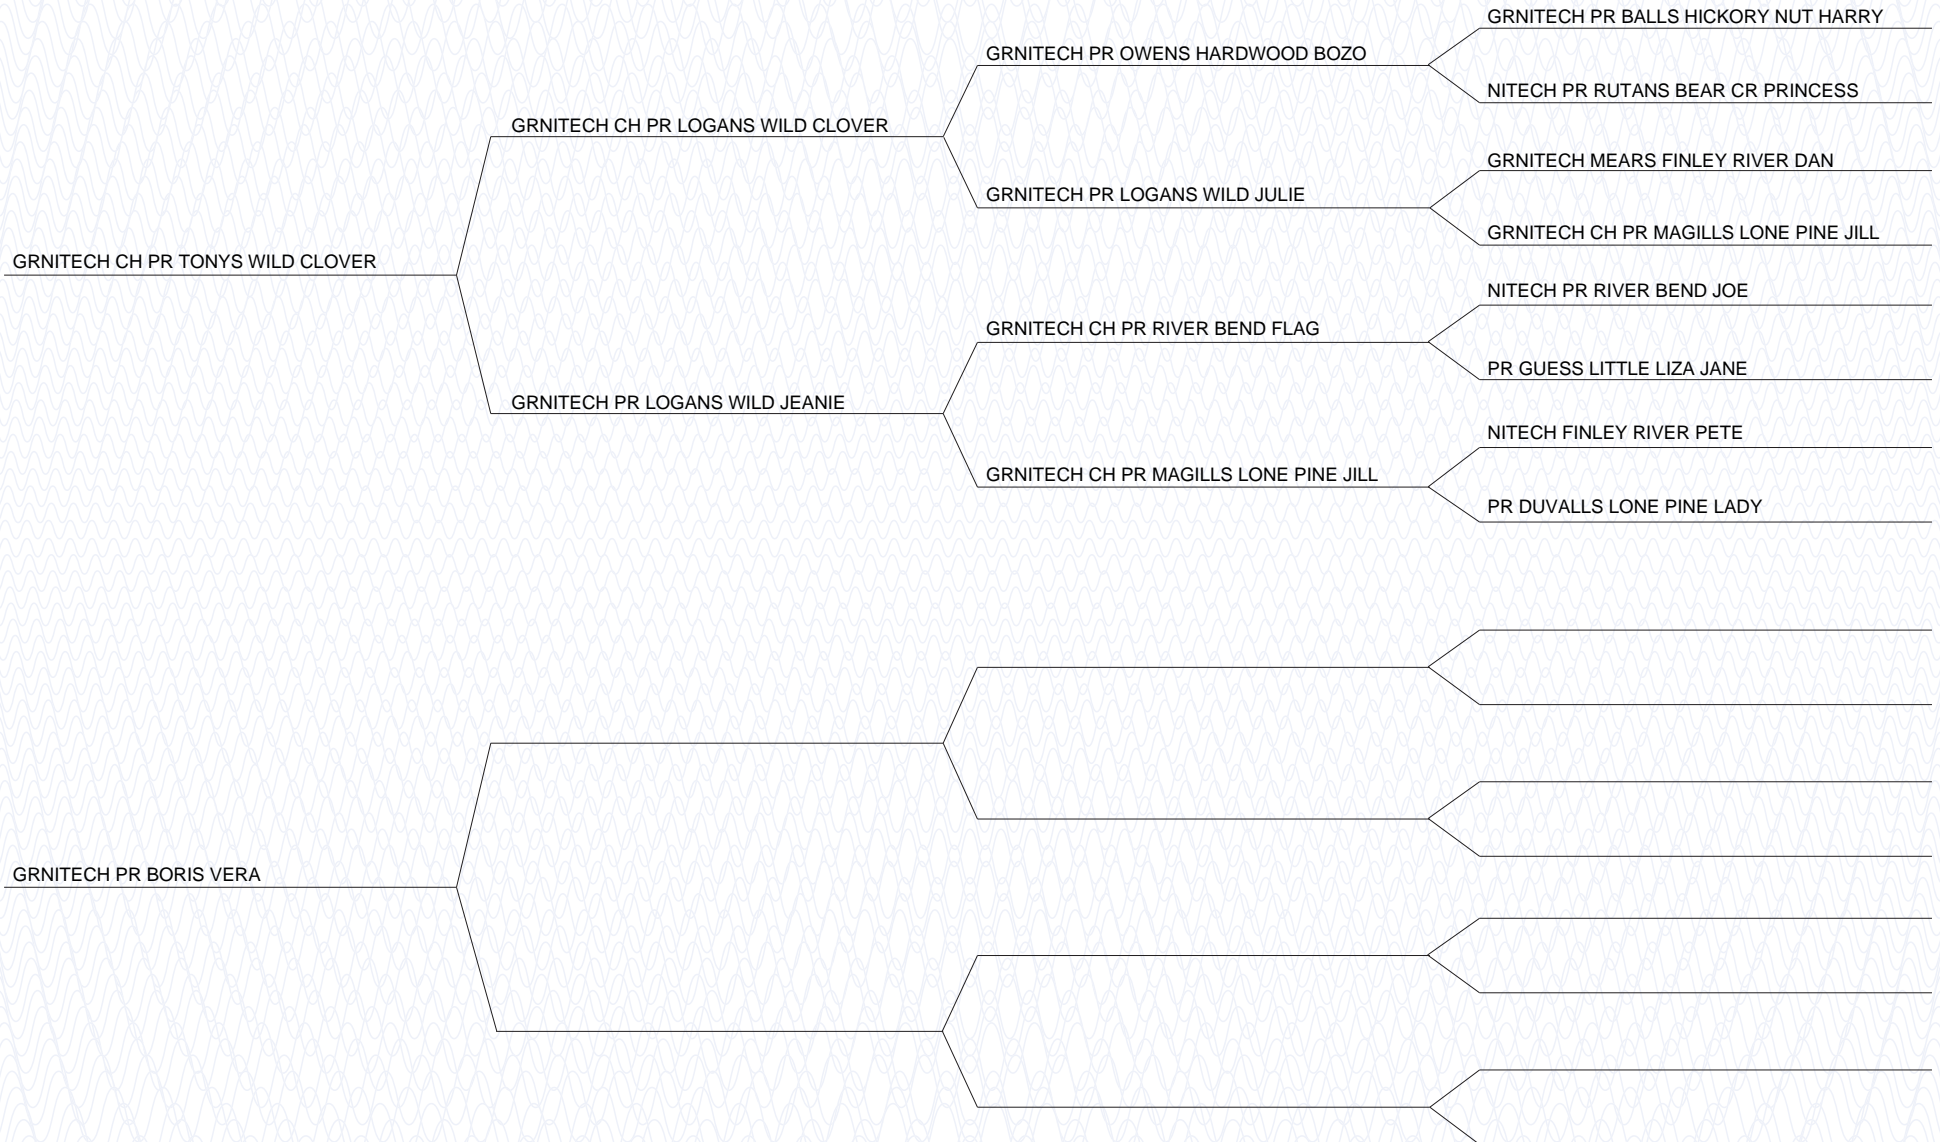 GRNITECH PR BALLS HICKORY NUT HARRY
GRNITECH PR OWENS HARDWOOD BOZO
NITECH PR RUTANS BEAR CR PRINCESS
GRNITECH CH PR LOGANS WILD CLOVER
GRNITECH MEARS FINLEY RIVER DAN
GRNITECH PR LOGANS WILD JULIE
GRNITECH CH PR MAGILLS LONE PINE JILL
GRNITECH CH PR TONYS WILD CLOVER
NITECH PR RIVER BEND JOE
GRNITECH CH PR RIVER BEND FLAG
PR GUESS LITTLE LIZA JANE
GRNITECH PR LOGANS WILD JEANIE
NITECH FINLEY RIVER PETE
GRNITECH CH PR MAGILLS LONE PINE JILL
PR DUVALLS LONE PINE LADY
GRNITECH PR BORIS VERA